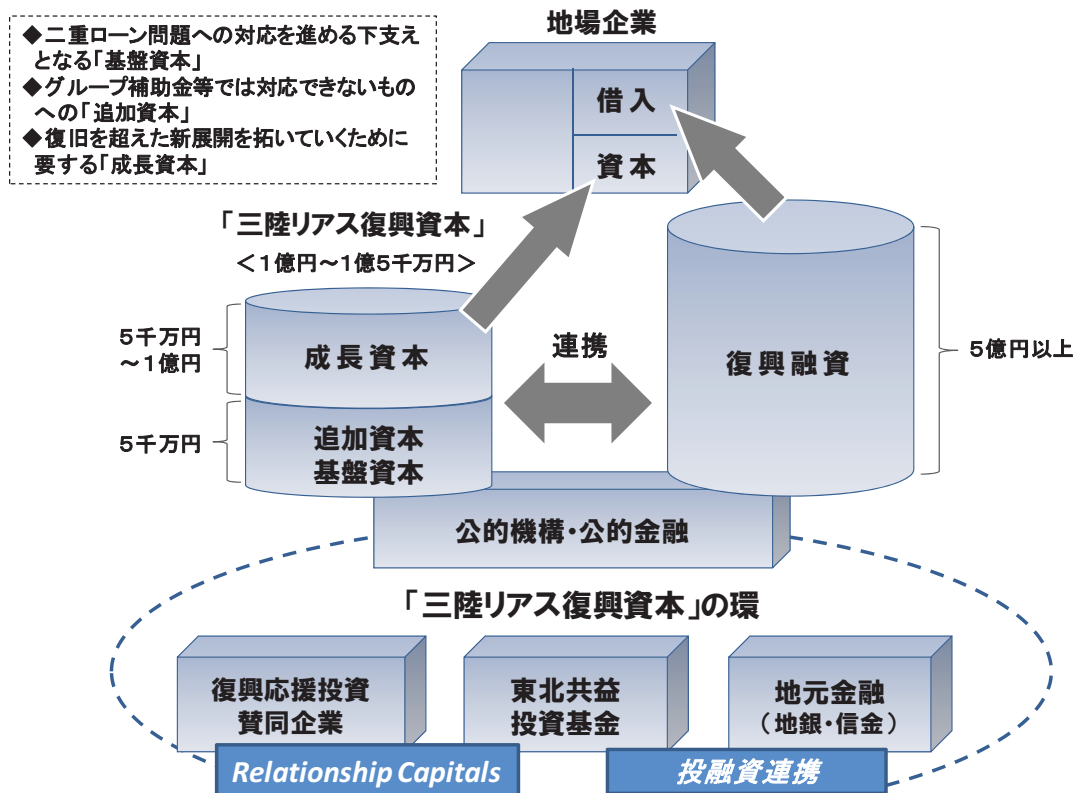 ◆二重ローン問題への対応を進める下支え
となる「基盤資本」
◆グループ補助金等では対応できないもの
への「追加資本」
◆復旧を超えた新展開を拓いていくために
要する「成長資本」
地場企業
借入
資本
「三陸リアス復興資本」
＜１億円～１億５千万円＞
５千万円
～１億円
成長資本
５千万円
追加資本
基盤資本
連携
復興融資
５億円以上
公的機構・公的金融
「三陸リアス復興資本」の環
復興応援投資
賛同企業
東北共益
投資基金
地元金融
（地銀・信金）
Relationship Capitals
投融資連携